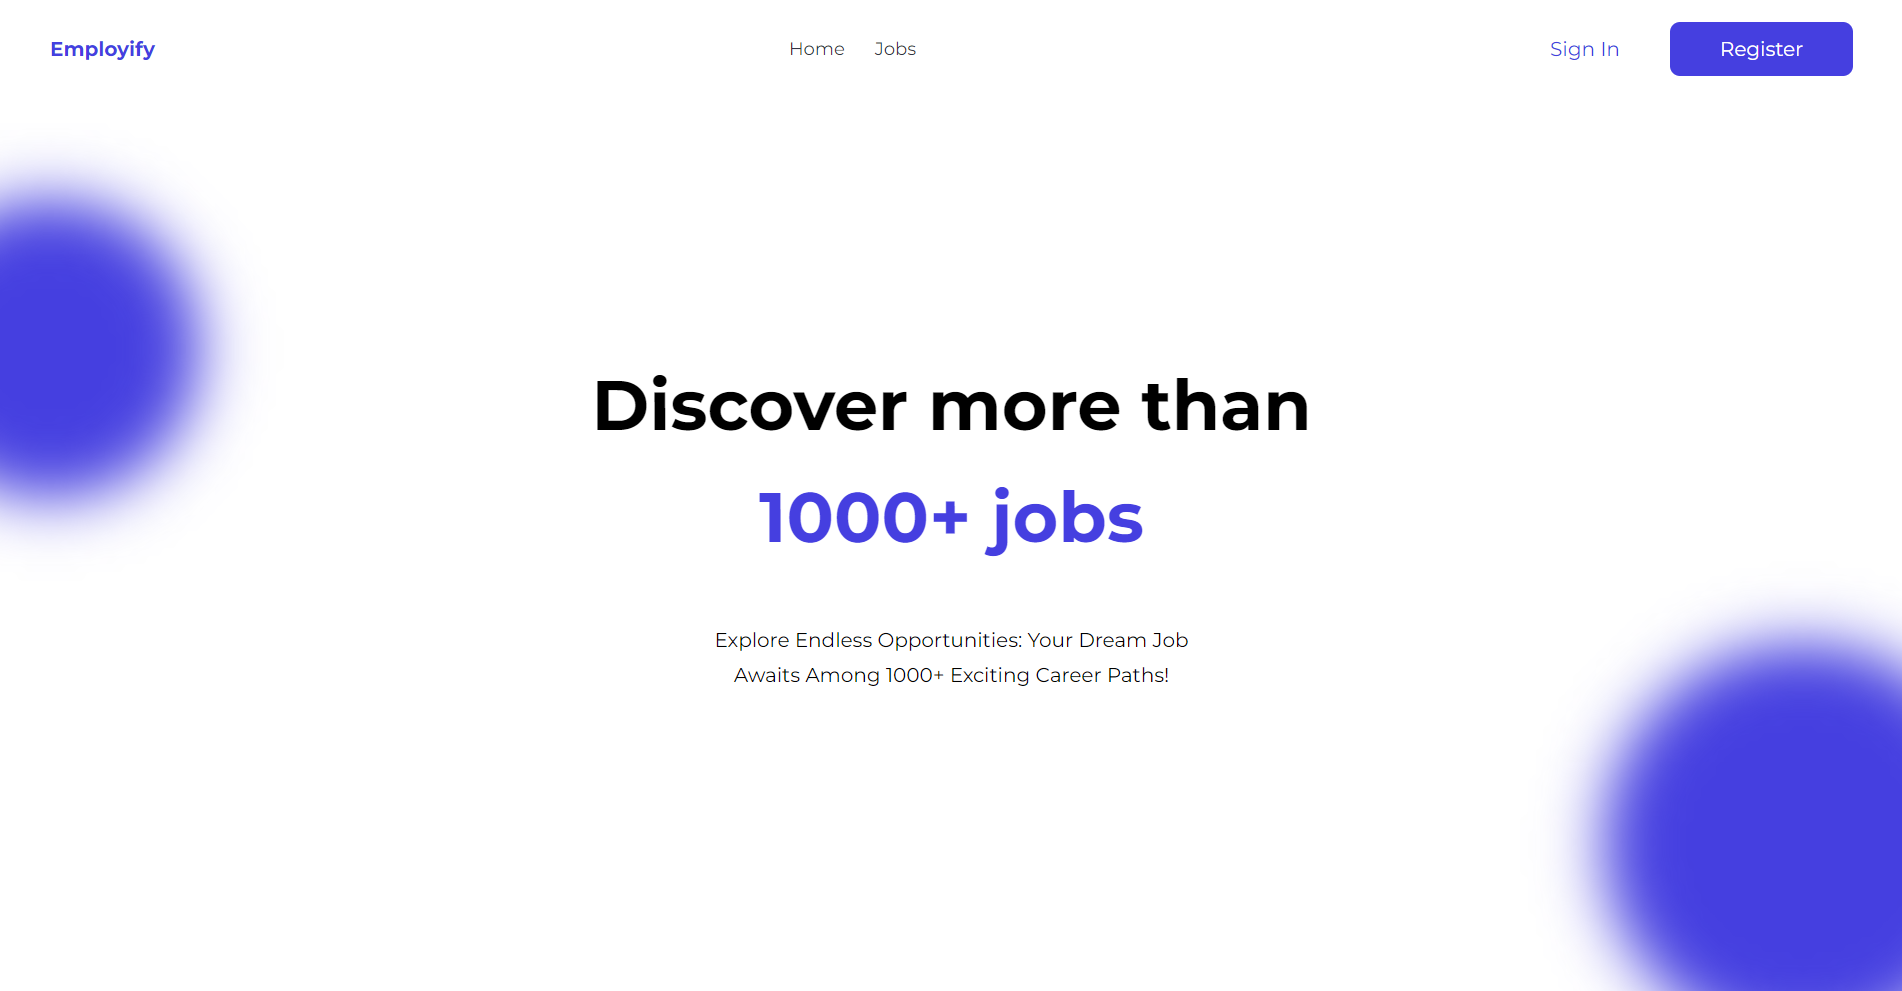 Employify
Home
Jobs
Sign In
Register
Discover more than
1000+ jobs
Explore Endless Opportunities: Your Dream Job
Awaits Among 1000+ Exciting Career Paths!